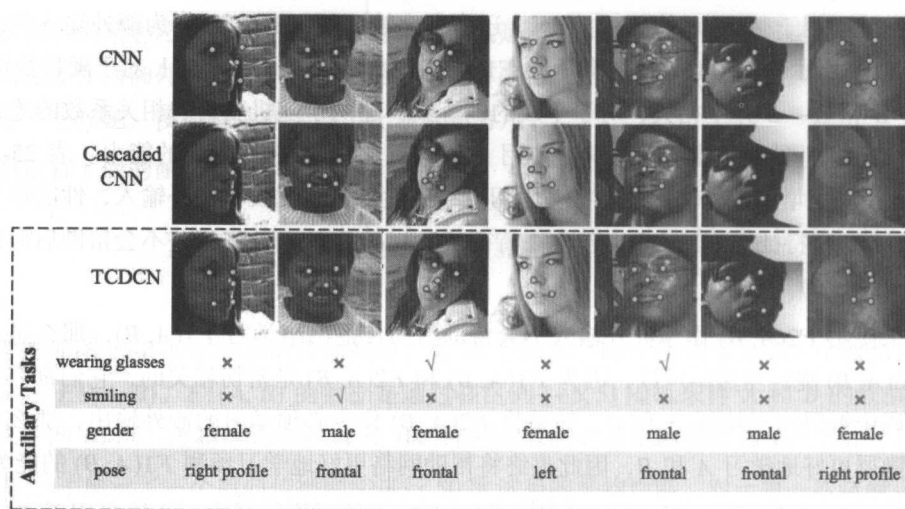 CNN
Cascaded
CNN
TCDCN
Auxiliary Tasks
wearing glasses × × √ × √ × ×
smiling × √ × × × × ×
gender female male female female male male female
pose right profile frontal frontal left frontal frontal right profile